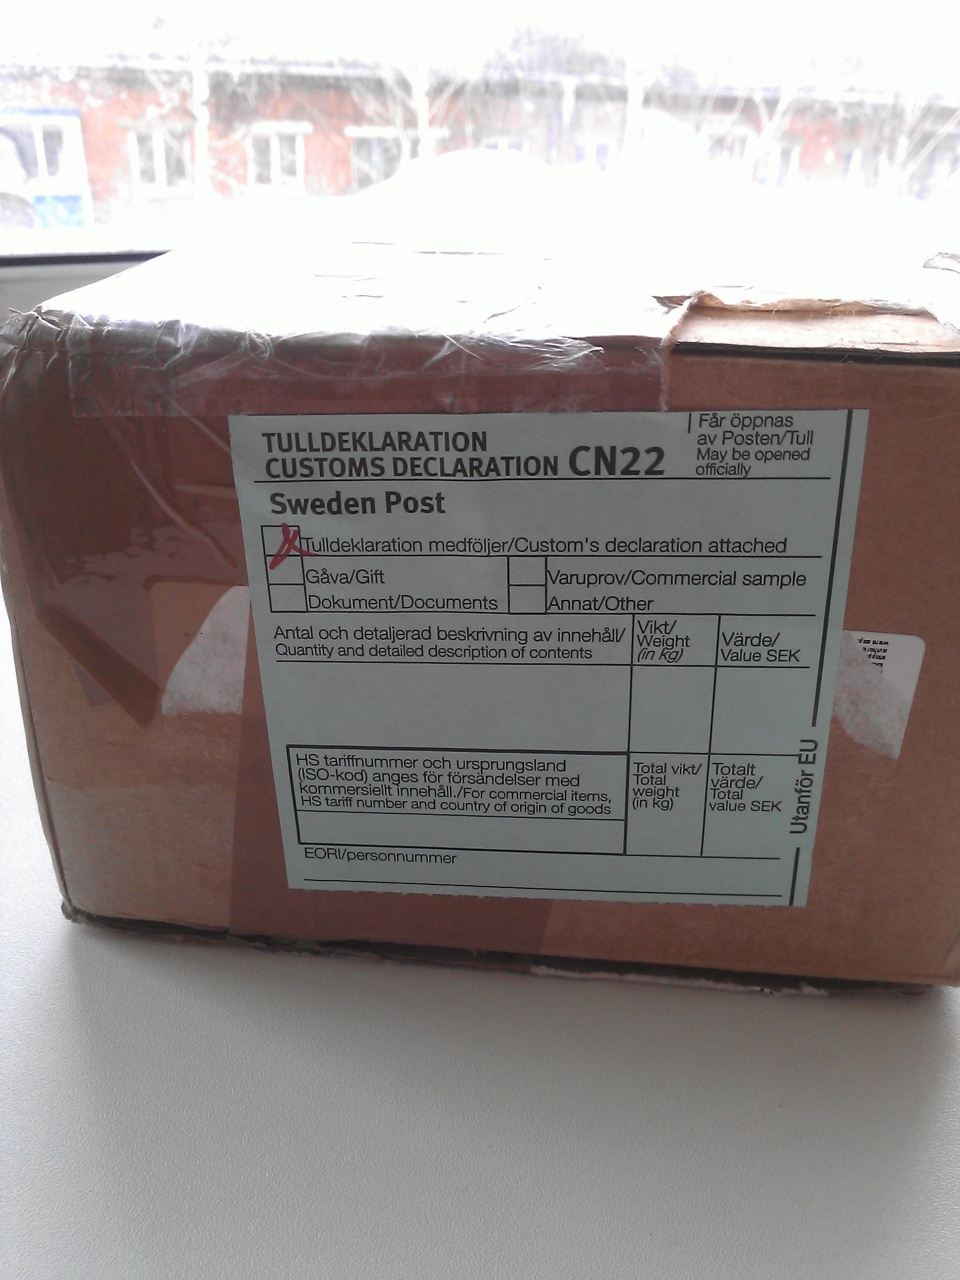 TULLDEKLARATION
CUSTOMS DECLARATION CN22
Får öppnas
av Posten/Tull
May be opened
officially
Sweden Post
Tulldeklaration medföljer/Custom's declaration attached
Gåva/Gift
Varuprov/Commercial sample
Dokument/Documents
Annat/Other
Antal och detaljerad beskrivning av innehåll/
Quantity and detailed description of contents
Vikt/
Weight
(in kg)
Värde/
Value SEK
HS tariffnummer och ursprungsland
(ISO-kod) anges för försändelser med
kommersiellt innehåll./For commercial items,
HS tariff number and country of origin of goods
Total vikt/
Total
weight
(in kg)
Totalt
värde/
Total
value SEK
EORI/personnummer
Utanför EU